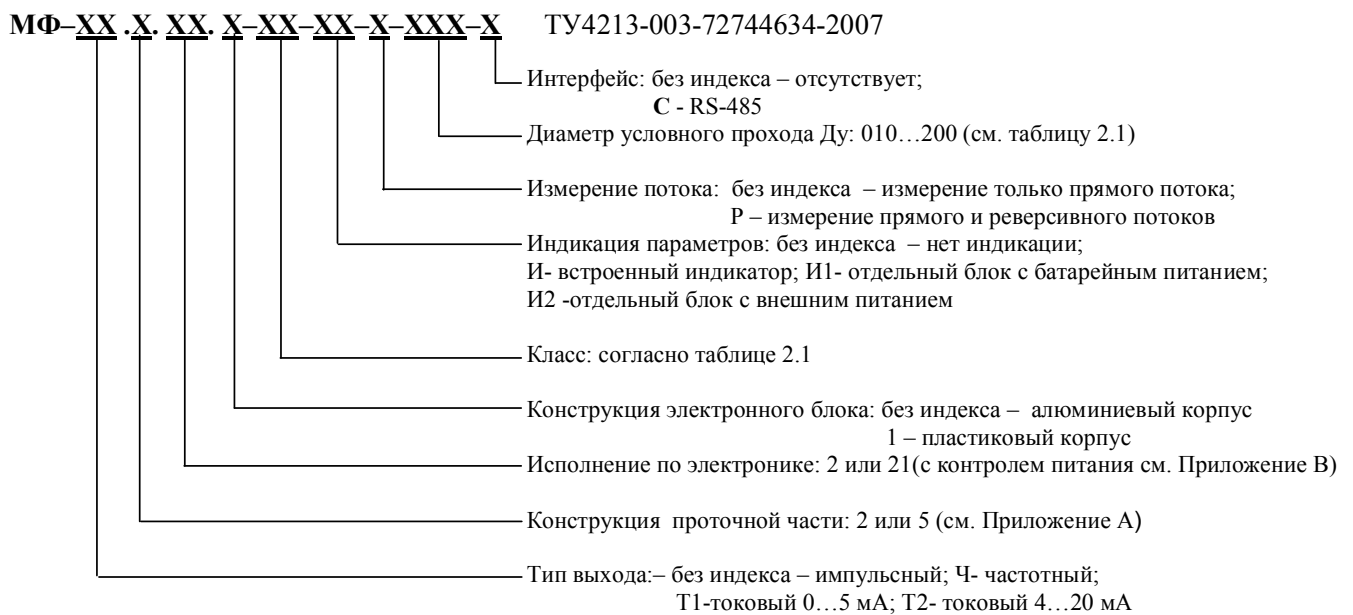 МФ–XX .X. XX. X–XX–XX–X–XXX–X ТУ4213-003-72744634-2007
Интерфейс: без индекса – отсутствует;
С - RS-485
Диаметр условного прохода Ду: 010…200 (см. таблицу 2.1)
Измерение потока: без индекса – измерение только прямого потока;
Р – измерение прямого и реверсивного потоков
Индикация параметров: без индекса – нет индикации;
И- встроенный индикатор; И1- отдельный блок с батарейным питанием;
И2 -отдельный блок с внешним питанием
Класс: согласно таблице 2.1
Конструкция электронного блока: без индекса – алюминиевый корпус
1 – пластиковый корпус
Исполнение по электронике: 2 или 21(с контролем питания см. Приложение В)
Конструкция проточной части: 2 или 5 (см. Приложение А)
Тип выхода:– без индекса – импульсный; Ч- частотный;
Т1-токовый 0…5 мА; Т2- токовый 4…20 мА